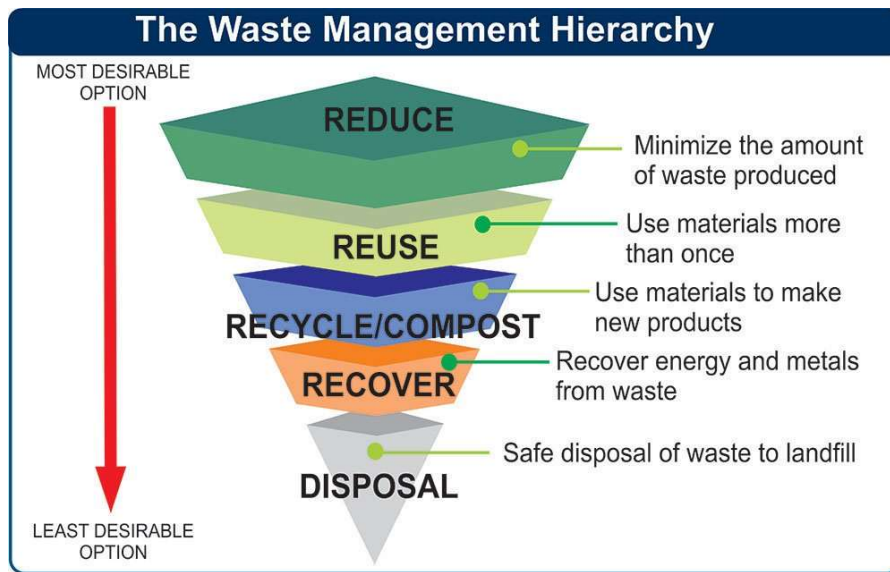 The Waste Management Hierarchy
MOST DESIRABLE
OPTION
REDUCE
Minimize the amount
of waste produced
REUSE
Use materials more
than once
RECYCLE/COMPOST
Use materials to make
new products
RECOVER
Recover energy and metals
from waste
DISPOSAL
Safe disposal of waste to landfill
LEAST DESIRABLE
OPTION